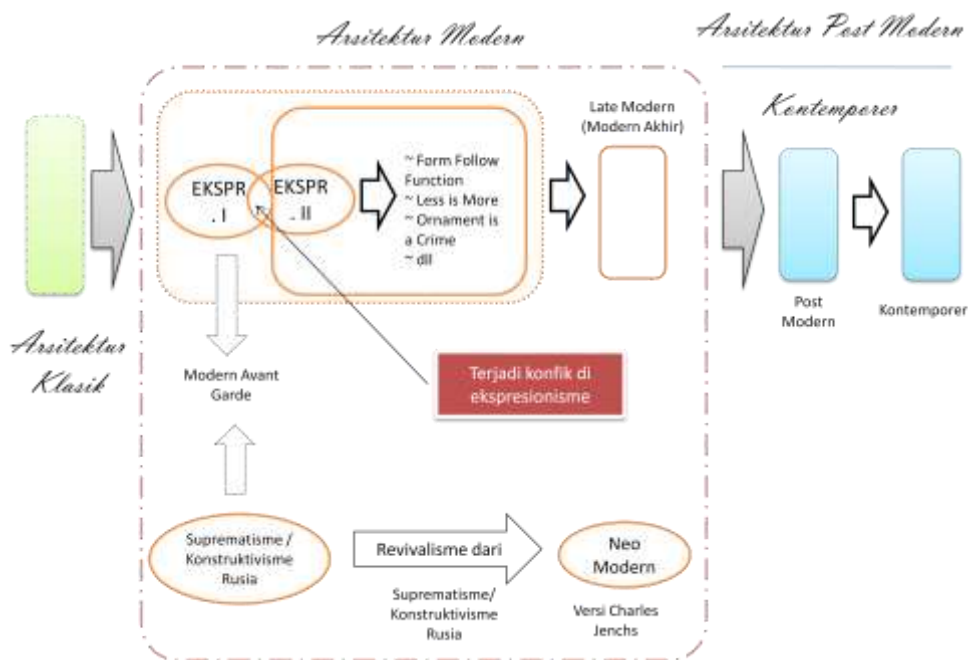 Arsitektur Modern
Arsitektur Post Modern
Kontemporer
Late Modern
(Modern Akhir)
EKSPR
. I
EKSPR
. II
~ Form Follow
Function
~ Less is More
~ Ornament is
a Crime
~ dll
Post
Modern
Kontemporer
Arsitektur
Klasik
Modern Avant
Garde
Terjadi konfik di
ekspresionisme
Suprematisme /
Konstruktivisme
Rusia
Revivalisme dari
Suprematisme/
Konstruktivisme
Rusia
Neo
Modern
Versi Charles
Jenchs